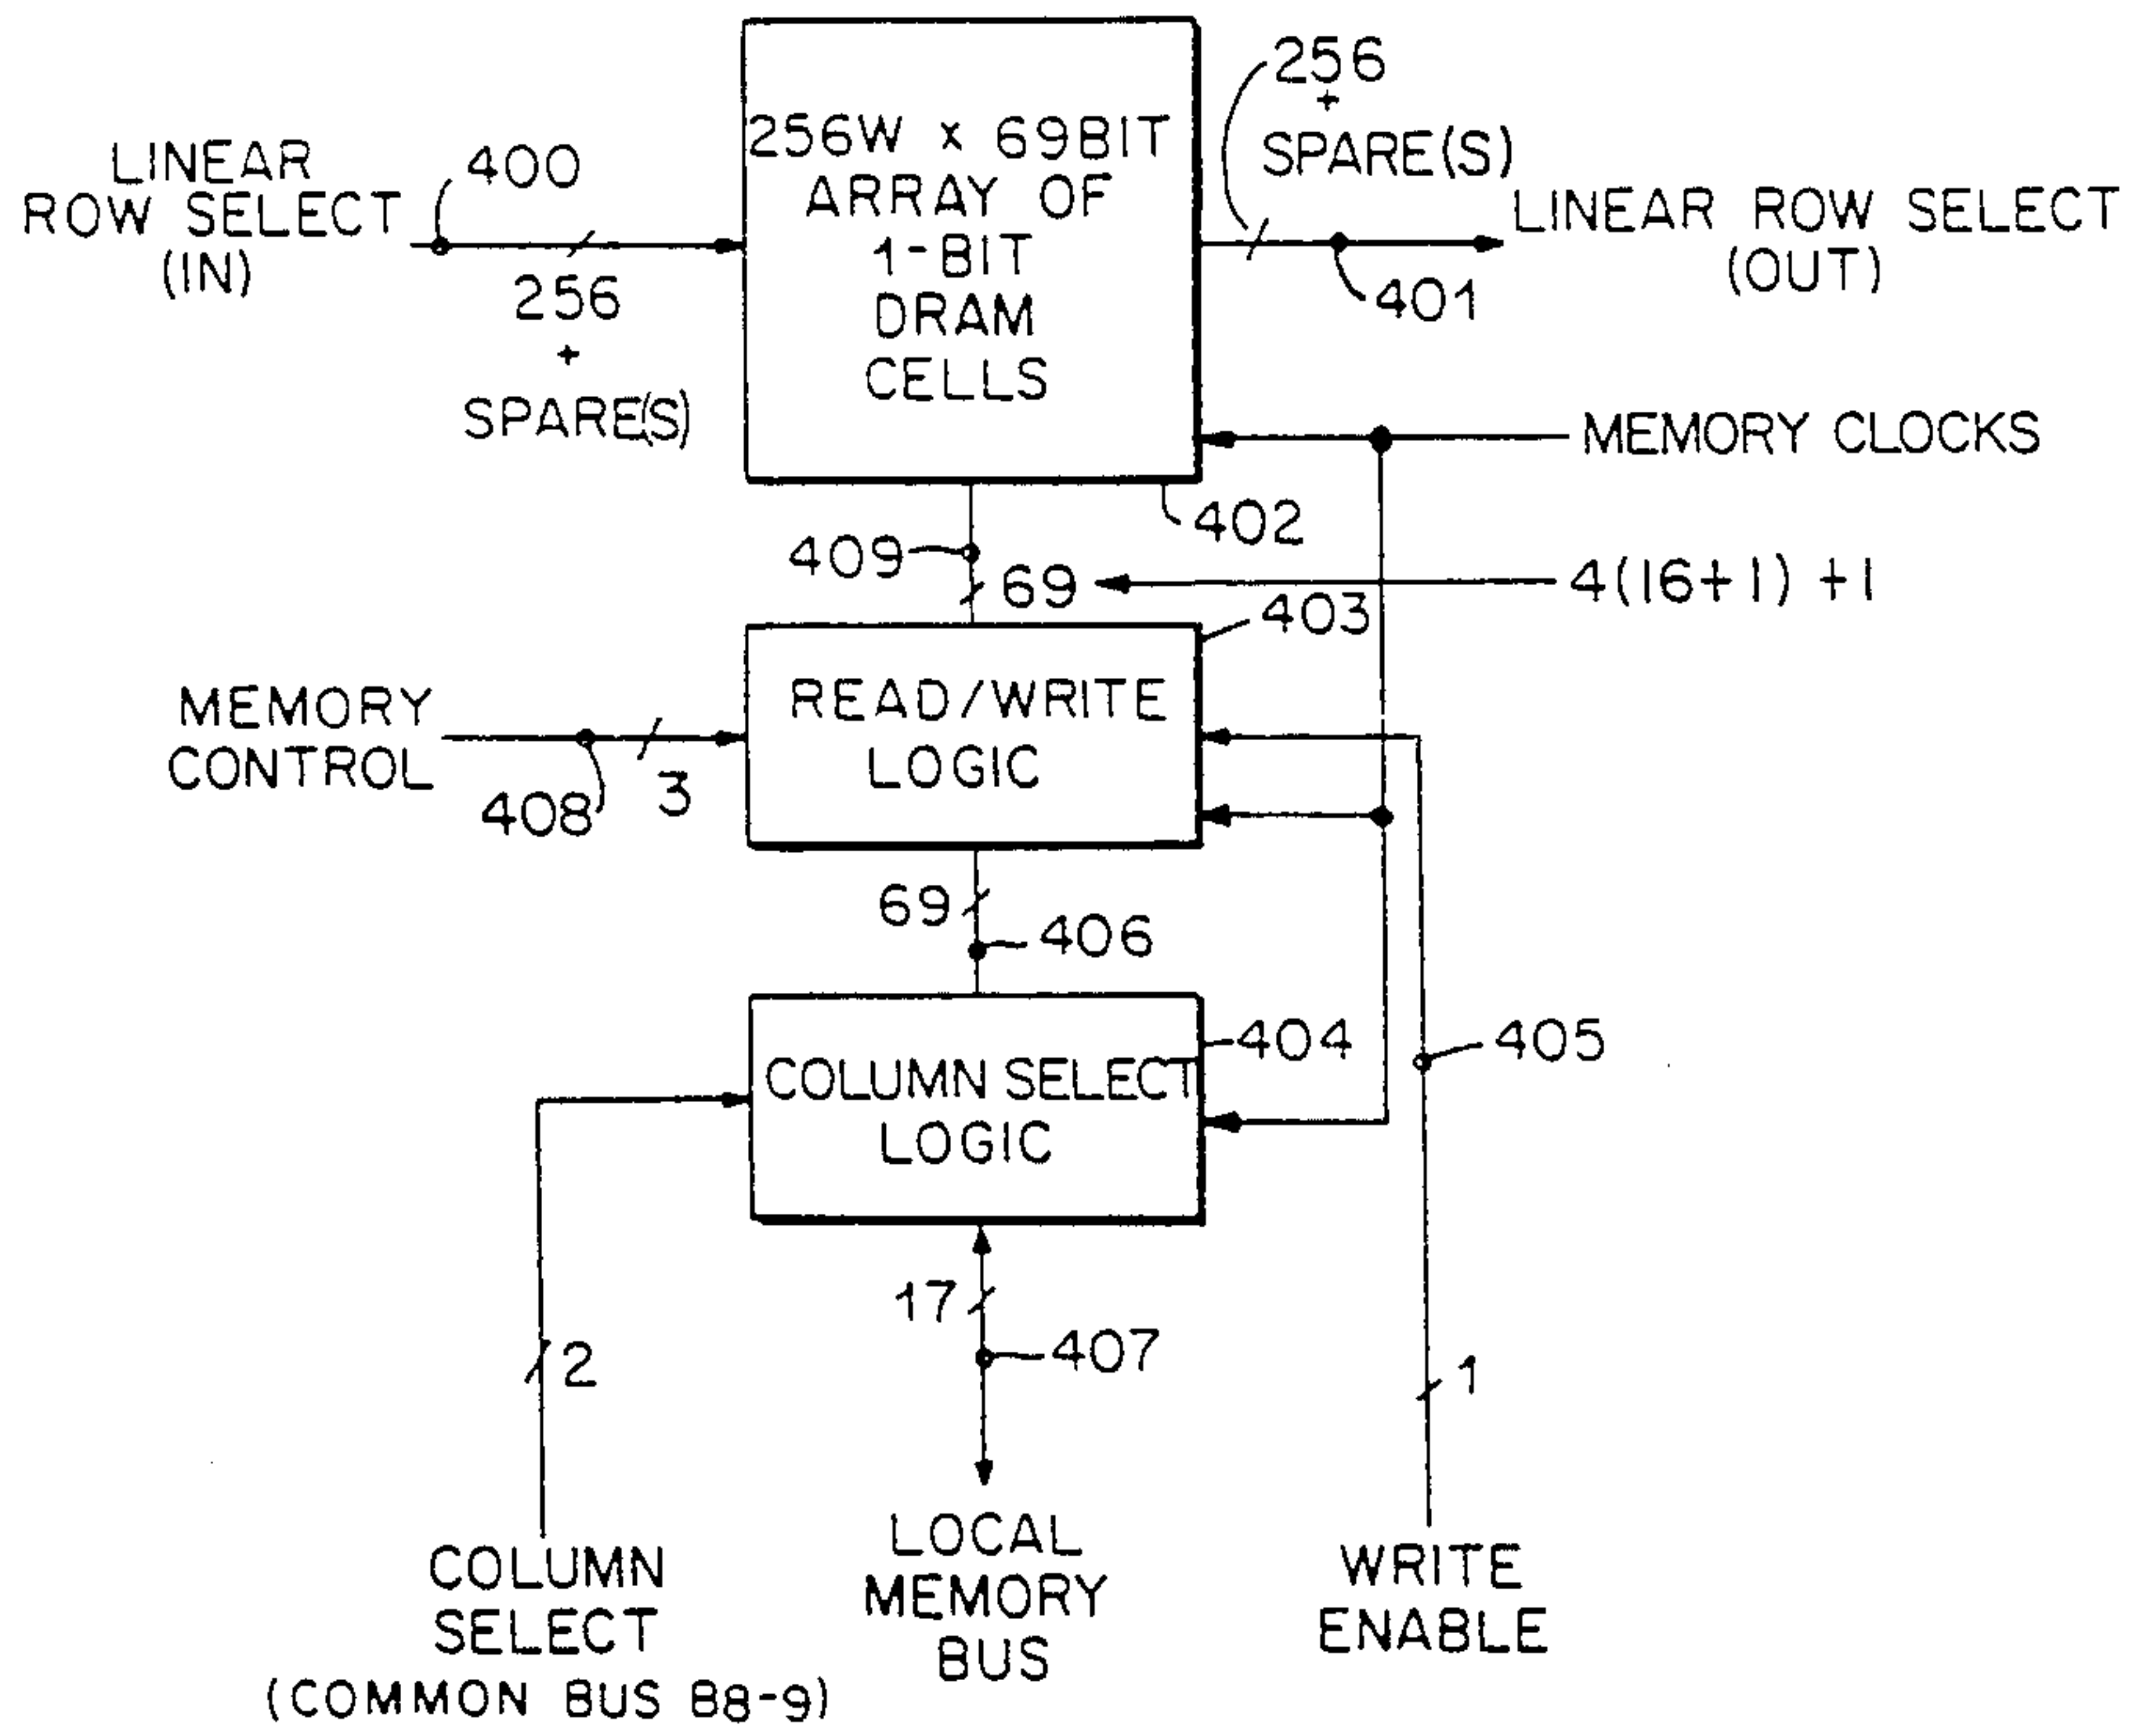 256W x 69BIT
ARRAY OF
1-BIT
DRAM
CELLS
LINEAR
ROW SELECT
(IN)
400
256
+
SPARE(S)
256
+
SPARE(S)
LINEAR ROW SELECT
(OUT)
401
MEMORY CLOCKS
402
409
69
4(16+1) +1
403
READ/WRITE
LOGIC
MEMORY
CONTROL
408
3
69
406
404
COLUMN SELECT
LOGIC
405
17
407
2
1
COLUMN
SELECT
(COMMON BUS B8-9)
LOCAL
MEMORY
BUS
WRITE
ENABLE